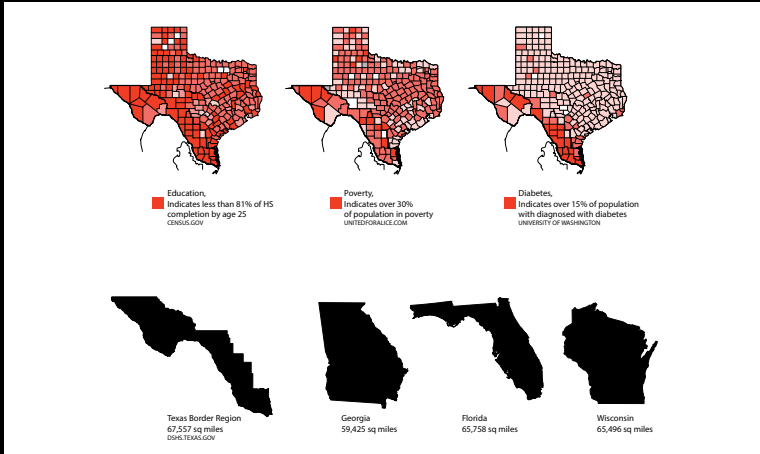 Education,
Indicates less than 81% of HS
completion by age 25
CENSUS.GOV
Poverty,
Indicates over 30%
of population in poverty
UNITEDFORALICE.COM
Diabetes,
Indicates over 15% of population
with diagnosed with diabetes
UNIVERSITY OF WASHINGTON
Texas Border Region
67,557 sq miles
DSHS.TEXAS.GOV
Georgia
59,425 sq miles
Florida
65,758 sq miles
Wisconsin
65,496 sq miles